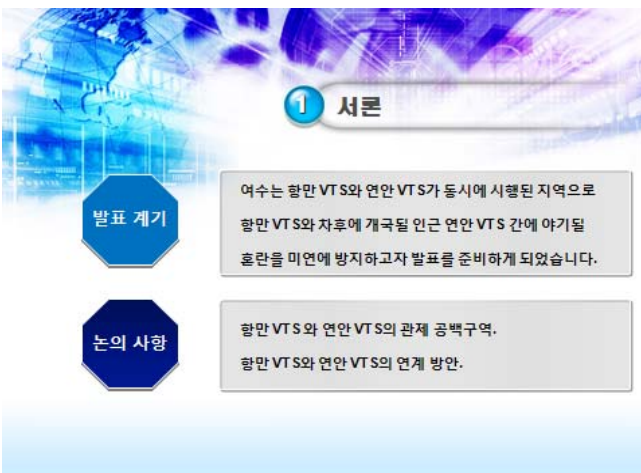 1 서론
발표 계기
여수는 항만 VTS와 연안 VTS가 동시에 시행된 지역으로
항만 VTS와 차후에 개국될 인근 연안 VTS 간에 야기될
혼란을 미연에 방지하고자 발표를 준비하게 되었습니다.
논의 사항
항만 VTS 와 연안 VTS의 관제 공백구역.
항만 VTS와 연안 VTS의 연계 방안.